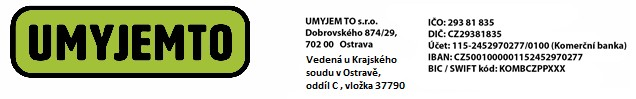 UMYJEMTO
UMYJEM TO s.r.o.
Dobrovského 874/29,
702 00 Ostrava
Vedená u Krajského
soudu v Ostravě,
oddíl C , vložka 37790
IČO: 293 81 835
DIČ: CZ29381835
Účet: 115-2452970277/0100 (Komerční banka)
IBAN: CZ5001000001152452970277
BIC / SWIFT kód: KOMBCZPPXXX